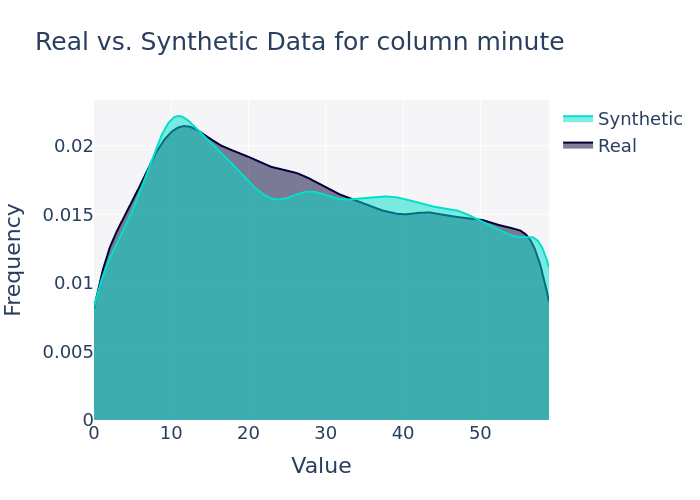 Real vs. Synthetic Data for column minute
Synthetic
Real
0.02
0.015
0.01
0.005
0
Frequency
0 10 20 30 40 50
Value